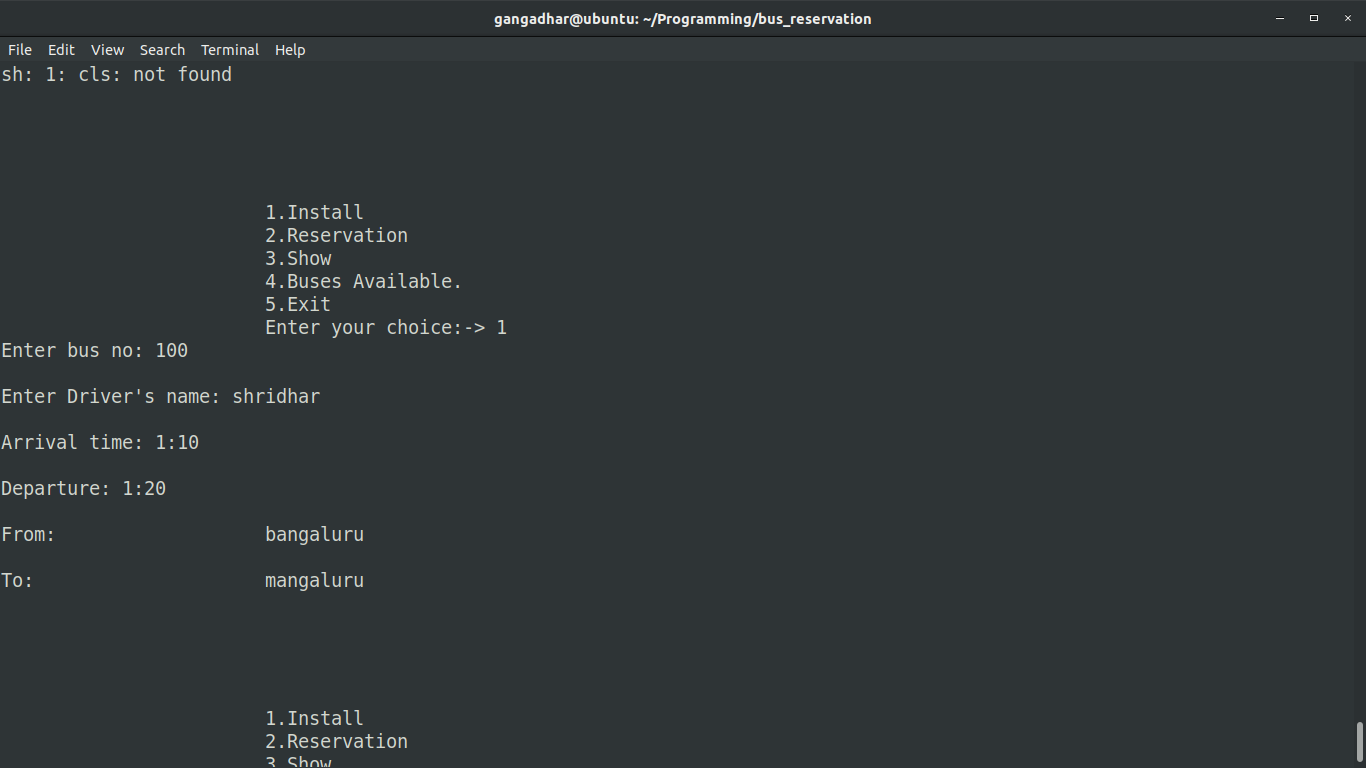 gangadhar@ubuntu: ~/Programming/bus_reservation
File Edit View Search Terminal Help
sh: 1: cls: not found
1.Install
2.Reservation
3.Show
4.Buses Available.
5.Exit
Enter your choice:-> 1
Enter bus no: 100
Enter Driver's name: shridhar
Arrival time: 1:10
Departure: 1:20
From: bangaluru
To: mangaluru
1.Install
2.Reservation
3.Show